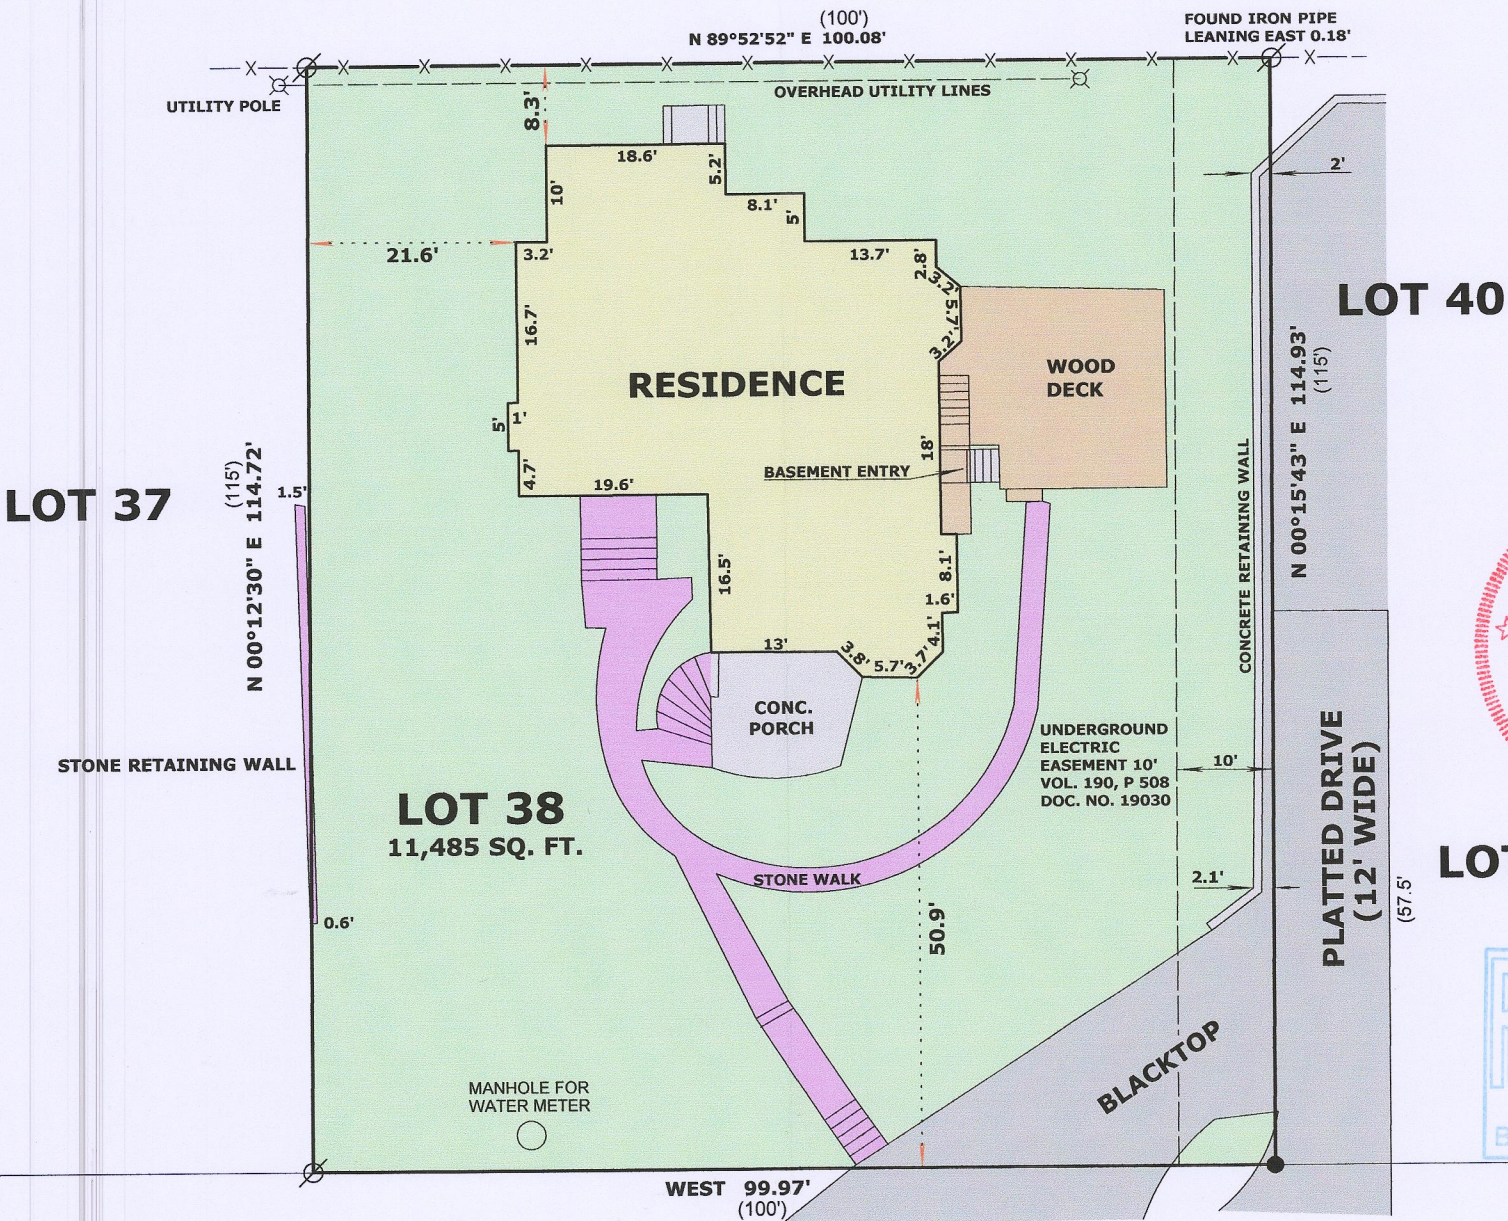 (100')
N 89°52'52" E 100.08'
FOUND IRON PIPE
LEANING EAST 0.18'
UTILITY POLE
OVERHEAD UTILITY LINES
8.3'
18.6'
5.2'
10'
8.1'
5'
2'
21.6'
3.2'
13.7'
2.8'
3.2'
5.7'
3.2'
LOT 40
16.7'
RESIDENCE
WOOD
DECK
N 00°15'43" E 114.93'
(115')
1'
5'
4.7'
18'
BASEMENT ENTRY
CONCRETE RETAINING WALL
LOT 37
(115')
N 00°12'30" E 114.72'
1.5'
19.6'
16.5'
8.1'
1.6'
4.1'
13'
3.8'
5.7'
3.7'
CONC.
PORCH
UNDERGROUND
ELECTRIC
EASEMENT 10'
VOL. 190, P 508
DOC. NO. 19030
10'
STONE RETAINING WALL
LOT 38
11,485 SQ. FT.
PLATTED DRIVE
(12' WIDE)
(57.5')
LOT
STONE WALK
2.1'
0.6'
50.9'
BLACKTOP
MANHOLE FOR
WATER METER
WEST 99.97'
(100')